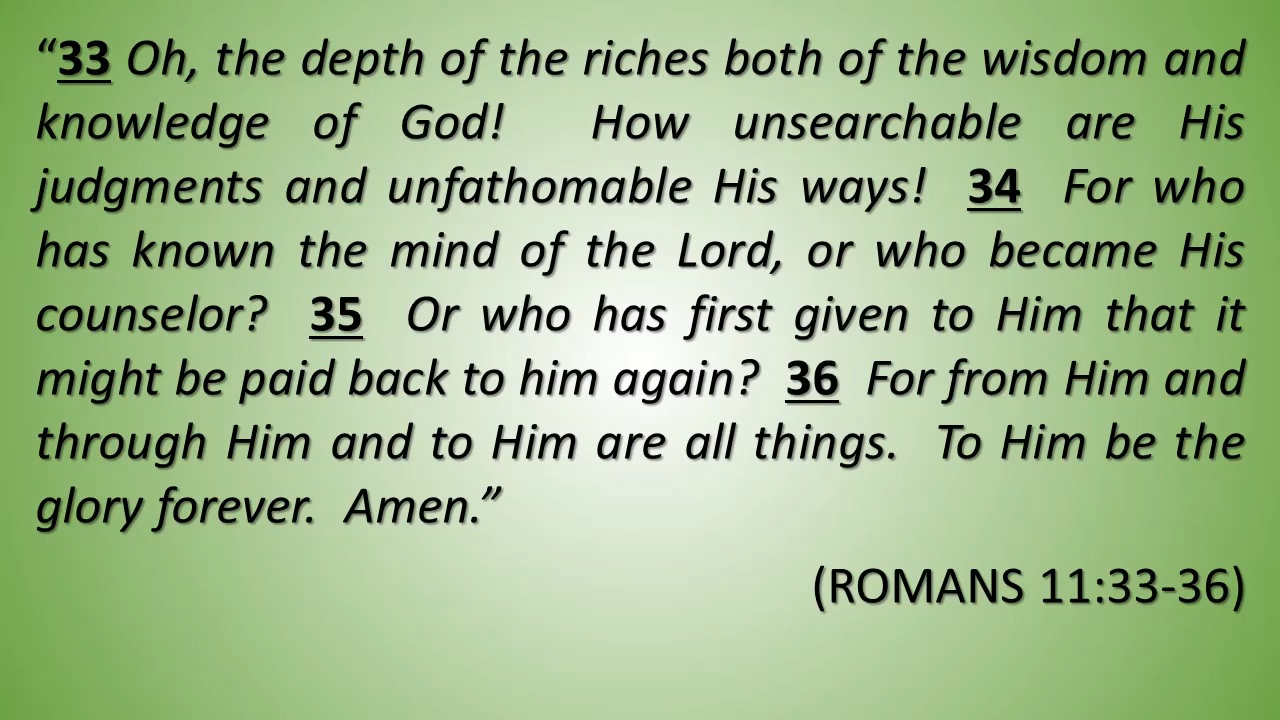 “33 Oh, the depth of the riches both of the wisdom and
knowledge of God! How unsearchable are His
judgments and unfathomable His ways! 34 For who
has known the mind of the Lord, or who became His
counselor? 35 Or who has first given to Him that it
might be paid back to him again? 36 For from Him and
through Him and to Him are all things. To Him be the
glory forever. Amen.”
(ROMANS 11:33-36)